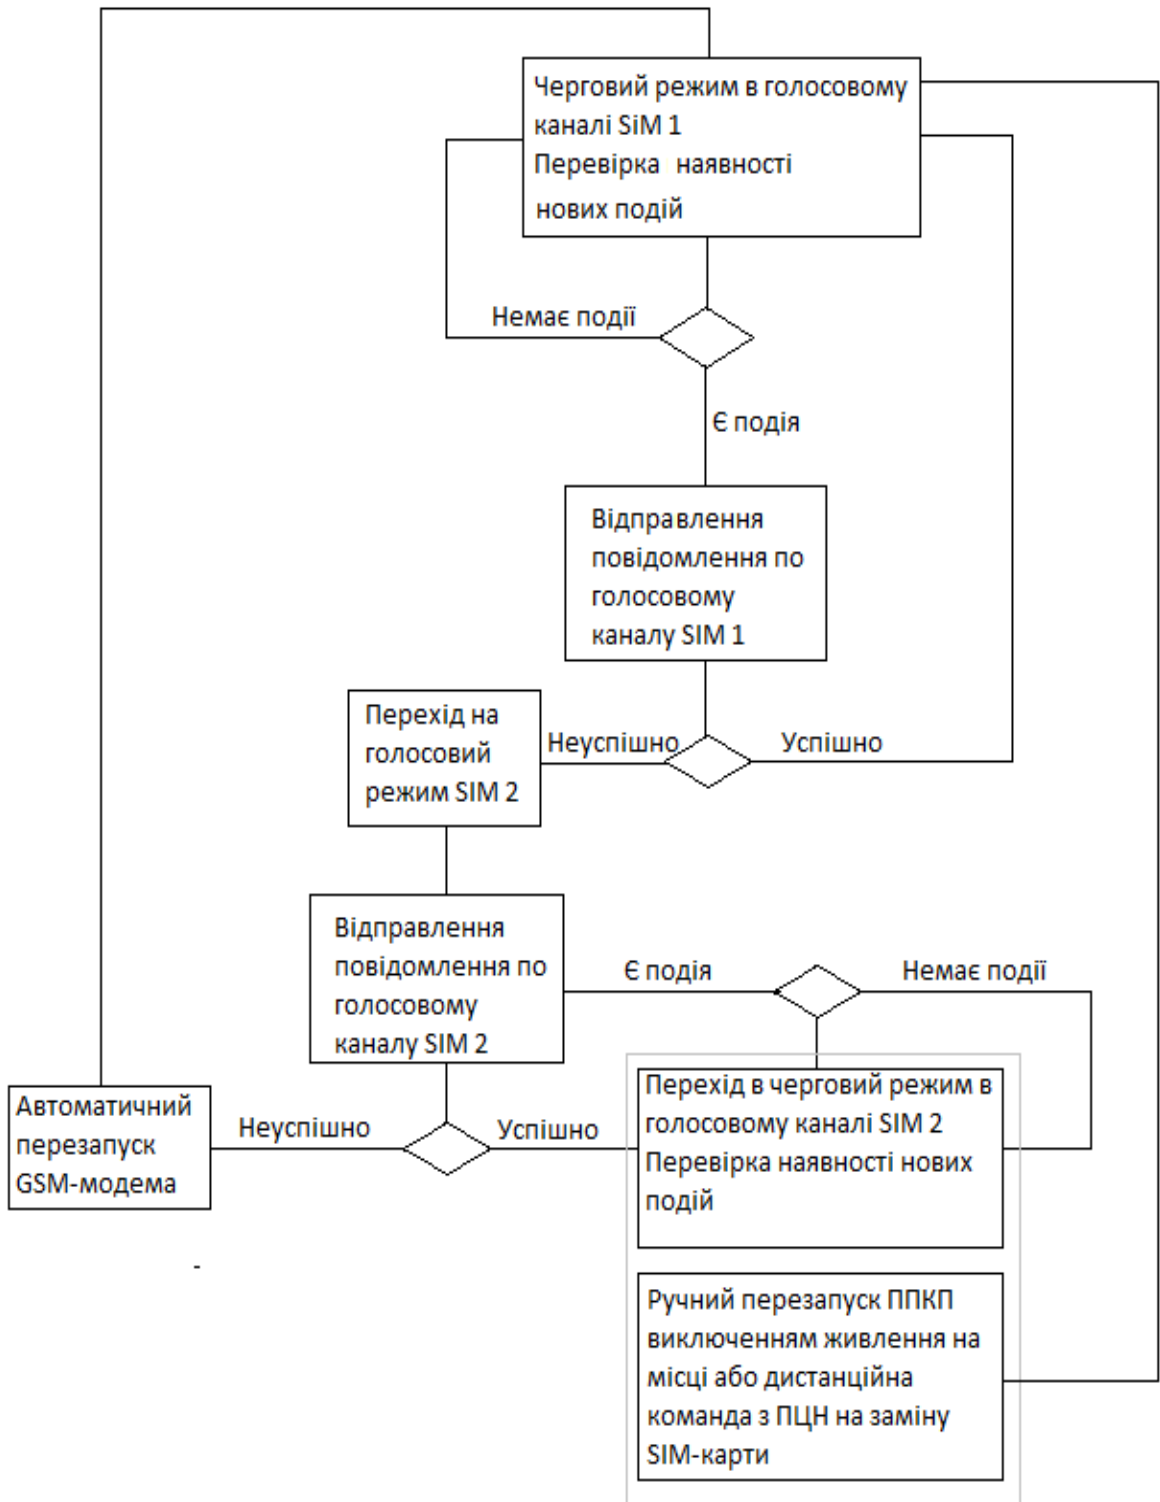 Черговий режим в голосовому
каналі SiM 1
Перевірка наявності
нових подій
Немає події
Є подія
Відправлення
повідомлення по
голосовому
каналу SIM 1
Перехід на
голосовий
режим SIM 2
Неуспішно
Успішно
Відправлення
повідомлення по
голосовому
каналу SIM 2
Є подія
Немає події
Автоматичний
перезапуск
GSM-модема
Неуспішно
Успішно
Перехід в черговий режим в
голосовому каналі SIM 2
Перевірка наявності нових
подій
-
Ручний перезапуск ППКП
виключенням живлення на
місці або дистанційна
команда з ПЦН на заміну
SIM-карти